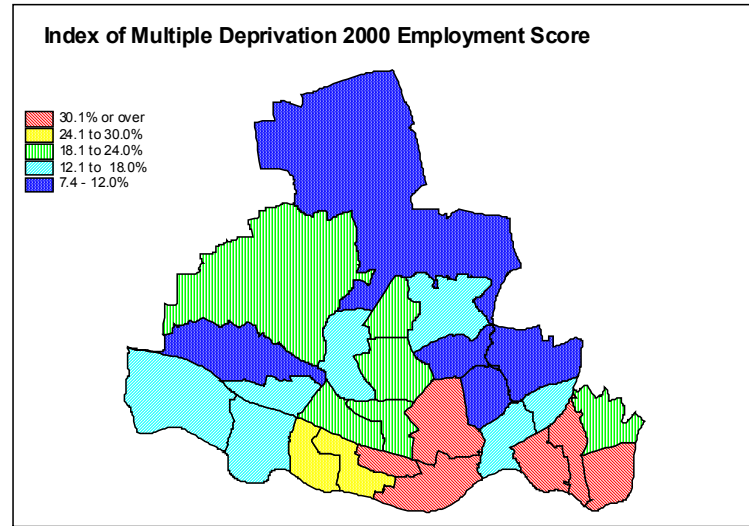 Index of Multiple Deprivation 2000 Employment Score
30.1% or over
24.1 to 30.0%
18.1 to 24.0%
12.1 to 18.0%
7.4 - 12.0%